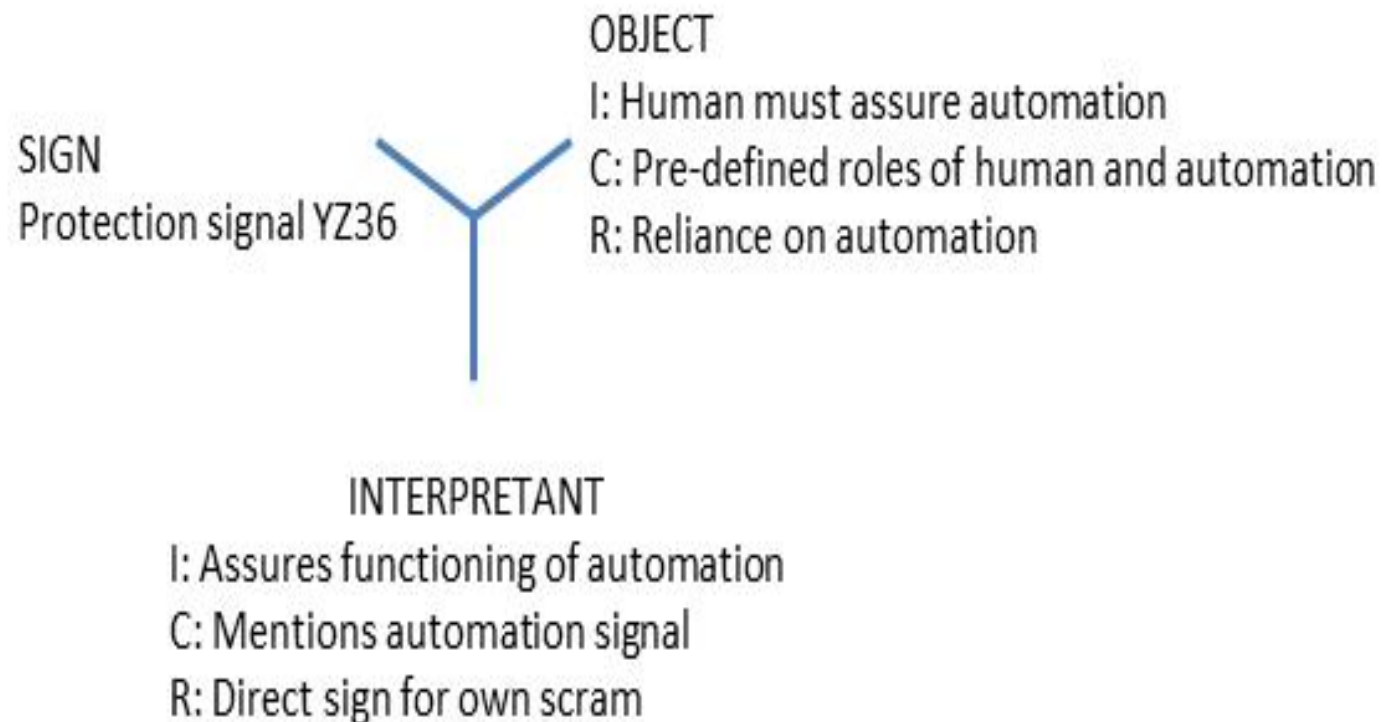 SIGN
Protection signal YZ36
OBJECT
I: Human must assure automation
C: Pre-defined roles of human and automation
R: Reliance on automation
INTERPRETANT
I: Assures functioning of automation
C: Mentions automation signal
R: Direct sign for own scram